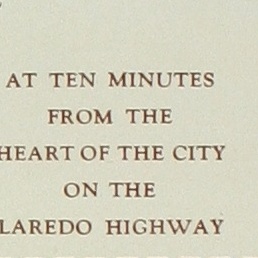 AT TEN MINUTES
FROM THE
HEART OF THE CITY
ON THE
LAREDO HIGHWAY